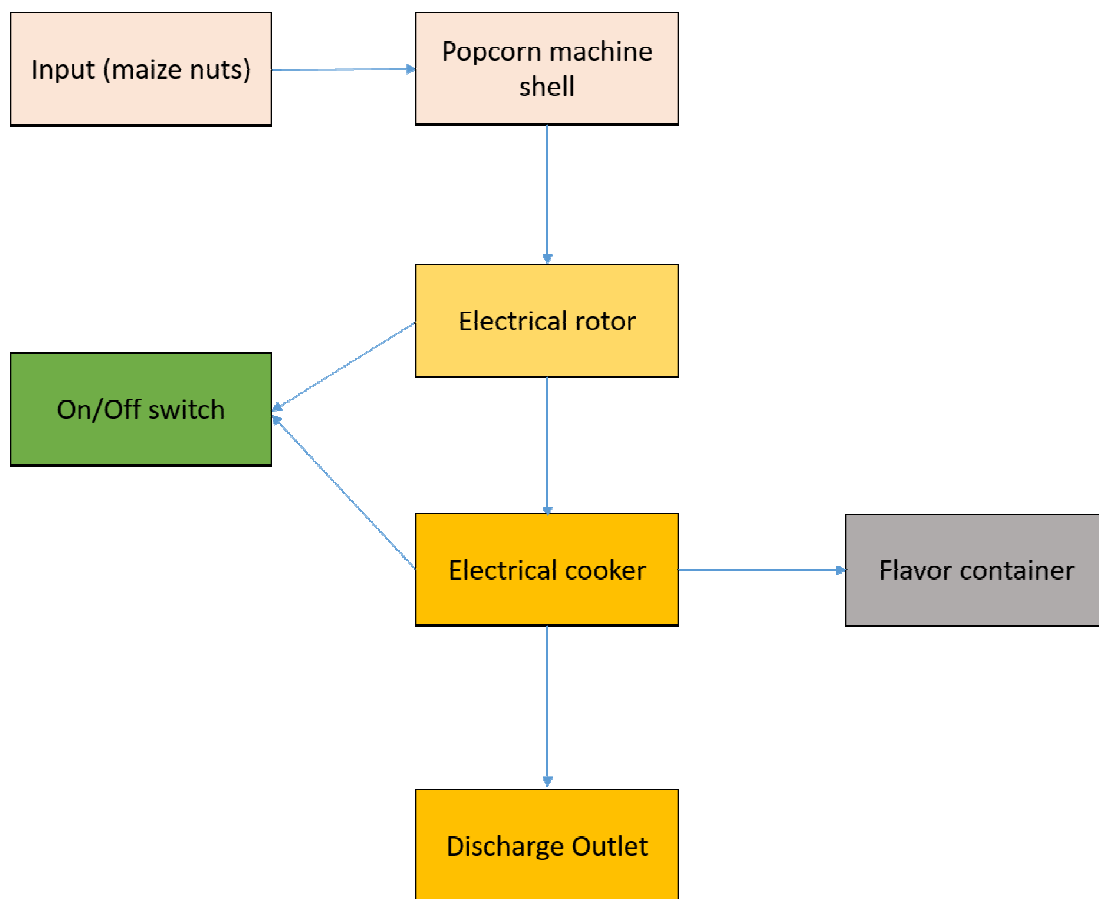 Input (maize nuts)
Popcorn machine
shell
Electrical rotor
On/Off switch
Electrical cooker
Flavor container
Discharge Outlet